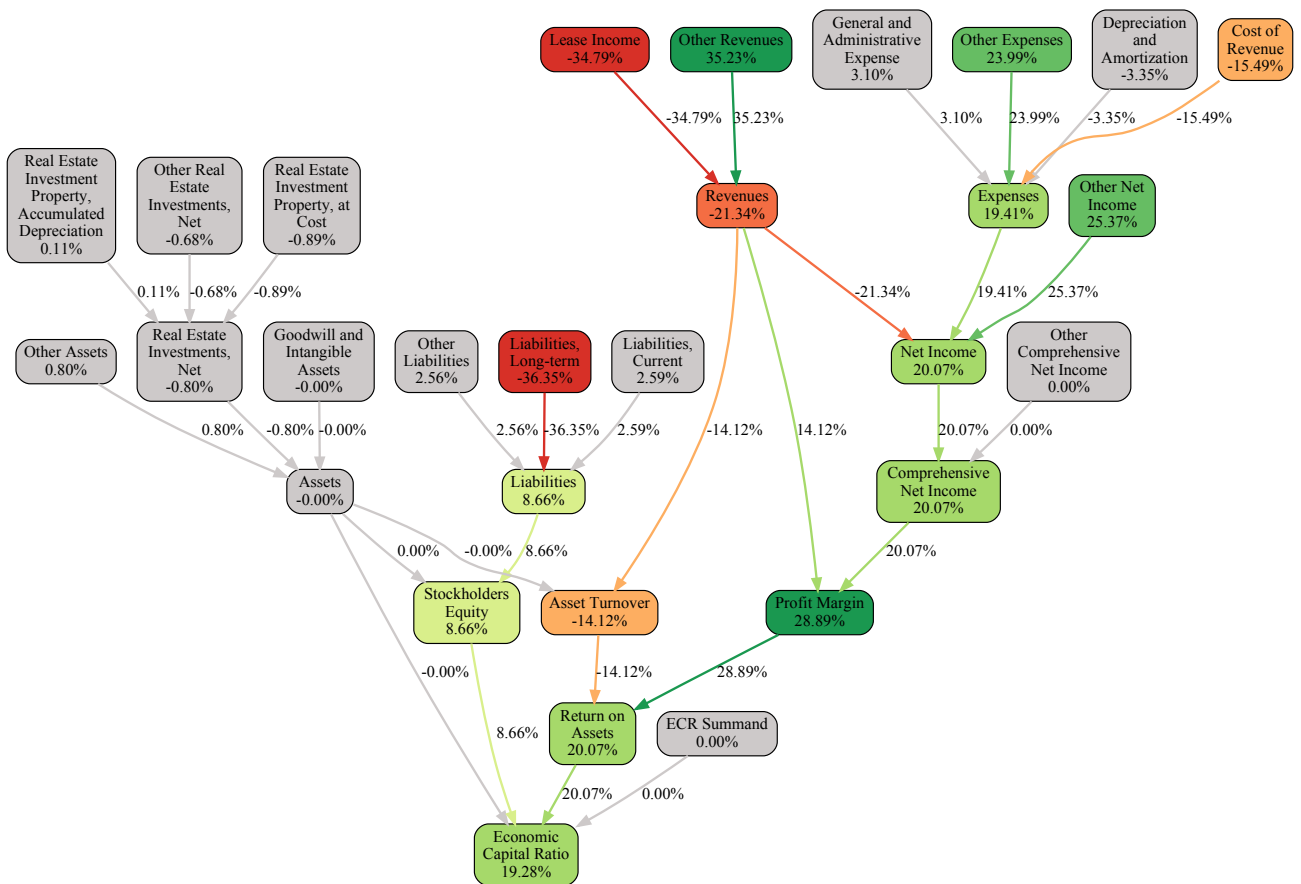 Lease Income
-34.79%
Other Revenues
35.23%
General and
Administrative
Expense
3.10%
Other Expenses
23.99%
Depreciation
and
Amortization
-3.35%
Cost of
Revenue
-15.49%
-34.79%
35.23%
3.10%
23.99%
-3.35%
-15.49%
Real Estate
Investment
Property,
Accumulated
Depreciation
0.11%
Other Real
Estate
Investments,
Net
-0.68%
Real Estate
Investment
Property, at
Cost
-0.89%
Revenues
-21.34%
Expenses
19.41%
Other Net
Income
25.37%
0.11%
-0.68%
-0.89%
-21.34%
19.41%
25.37%
Other Assets
0.80%
Real Estate
Investments,
Net
-0.80%
Goodwill and
Intangible
Assets
-0.00%
Other
Liabilities
2.56%
Liabilities,
Long-term
-36.35%
Liabilities,
Current
2.59%
Net Income
20.07%
Other
Comprehensive
Net Income
0.00%
0.80%
-0.80%
-0.00%
2.56%
-36.35%
2.59%
-14.12%
14.12%
20.07%
0.00%
Assets
-0.00%
Liabilities
8.66%
Comprehensive
Net Income
20.07%
0.00%
-0.00%
8.66%
20.07%
Stockholders
Equity
8.66%
Asset Turnover
-14.12%
Profit Margin
28.89%
-0.00%
-14.12%
28.89%
Return on
Assets
20.07%
ECR Summand
0.00%
8.66%
20.07%
0.00%
Economic
Capital Ratio
19.28%